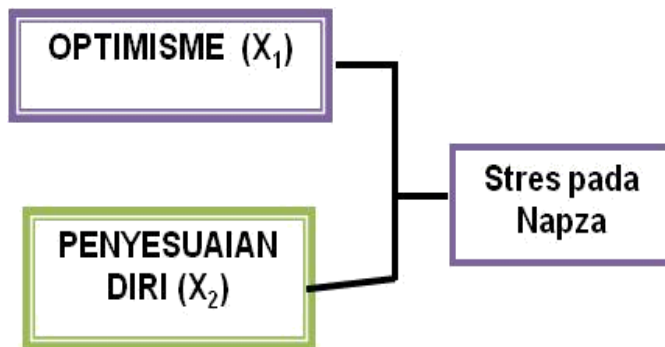 OPTIMISME (X₁)
PENYESUAIAN
DIRI (X₂)
Stres pada
Napza